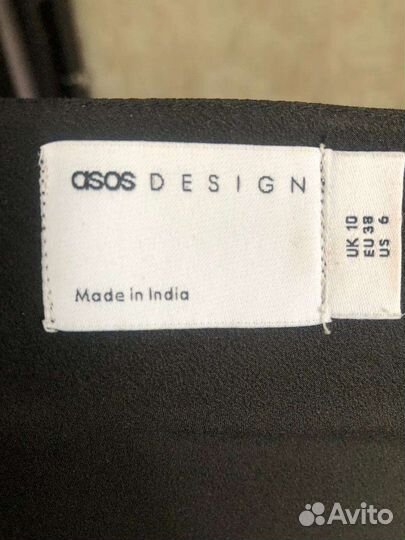 asos DESIGN
Made in India
UK 10
EU 38
US 6
Avito